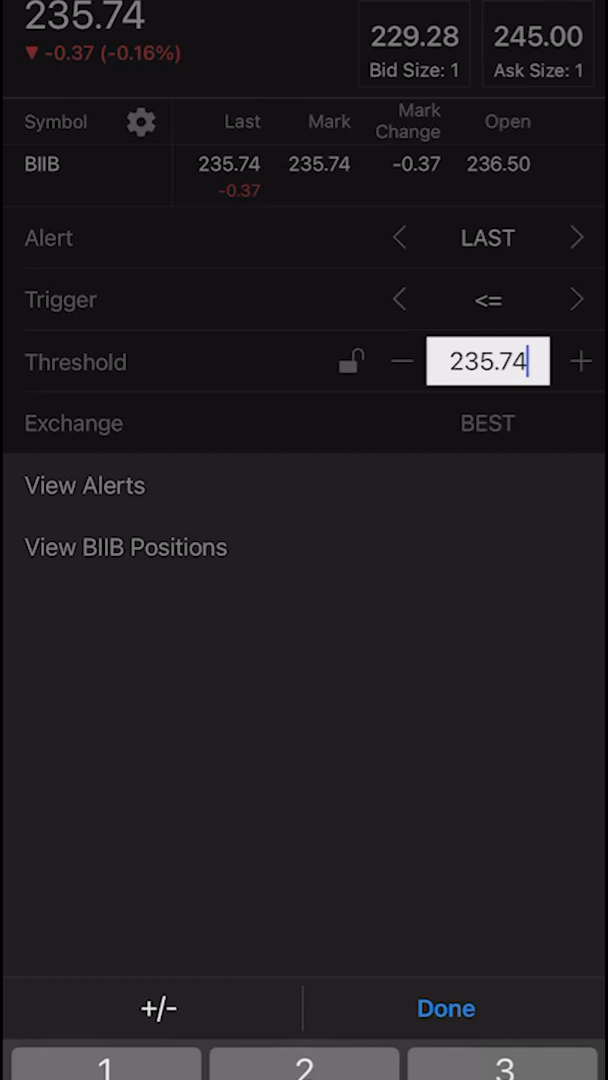 235.74
▼ -0.37 (-0.16%)
229.28
Bid Size: 1
245.00
Ask Size: 1
Symbol Last Mark Mark Change Open
BIIB 235.74 235.74 -0.37 236.50
-0.37
Alert < LAST >
Trigger < <= >
Threshold — 235.74 +
Exchange BEST
View Alerts
View BIIB Positions
+/- Done
1 2 3